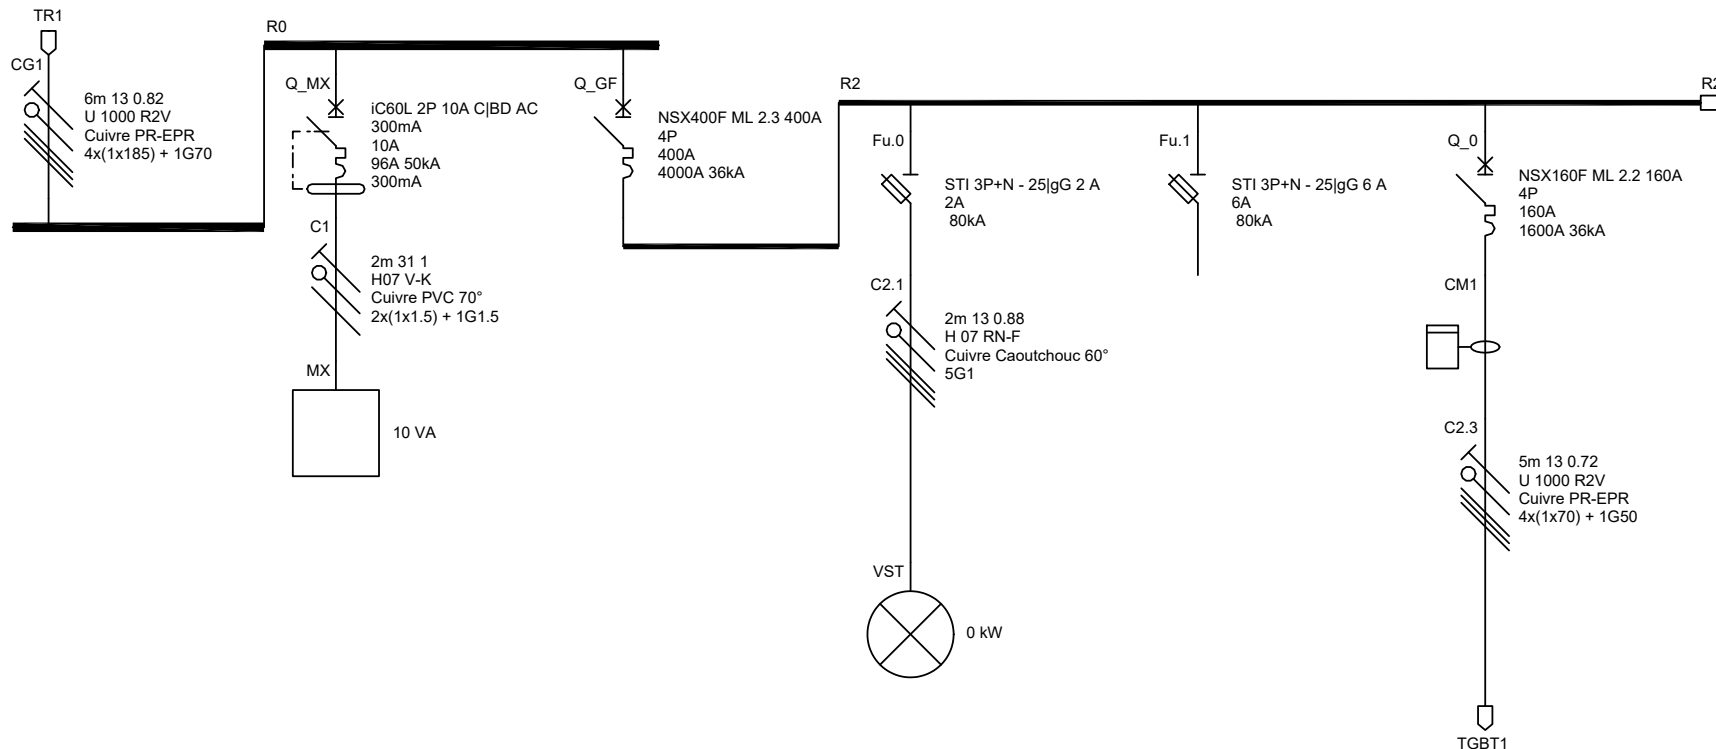 TR1
CG1
6m 13 0.82
U 1000 R2V
Cuivre PR-EPR
4x(1x185) + 1G70
R0
Q_MX
iC60L 2P 10A C|BD AC
300mA
10A
96A 50kA
300mA
C1
2m 31 1
H07 V-K
Cuivre PVC 70°
2x(1x1.5) + 1G1.5
MX
10 VA
Q_GF
NSX400F ML 2.3 400A
4P
400A
4000A 36kA
R2
Fu.0
STI 3P+N - 25|gG 2 A
2A
80kA
C2.1
2m 13 0.88
H 07 RN-F
Cuivre Caoutchouc 60°
5G1
VST
0 kW
Fu.1
STI 3P+N - 25|gG 6 A
6A
80kA
R2
Q_0
NSX160F ML 2.2 160A
4P
160A
1600A 36kA
CM1
C2.3
5m 13 0.72
U 1000 R2V
Cuivre PR-EPR
4x(1x70) + 1G50
TGBT1